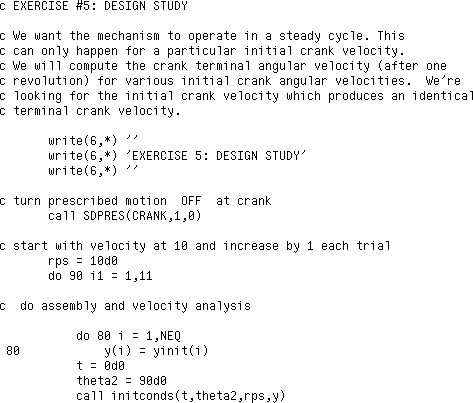 c EXERCISE #5: DESIGN STUDY

c We want the mechanism to operate in a steady cycle. This
c can only happen for a particular initial crank velocity.
c We will compute the crank terminal angular velocity (after one
c revolution) for various initial crank angular velocities.  We're
c looking for the initial crank velocity which produces an identical
c terminal crank velocity.

        write(6,*) ''
        write(6,*) 'EXERCISE 5: DESIGN STUDY'
        write(6,*) ''

c turn prescribed motion  OFF  at crank
        call SDPRES(CRANK,1,0)

c start with velocity at 10 and increase by 1 each trial
        rps = 10d0
        do 90 i1 = 1,11

c  do assembly and velocity analysis

            do 80 i = 1,NEQ
 80             y(i) = yinit(i)
            t = 0d0
            theta2 = 90d0
            call initconds(t,theta2,rps,y)